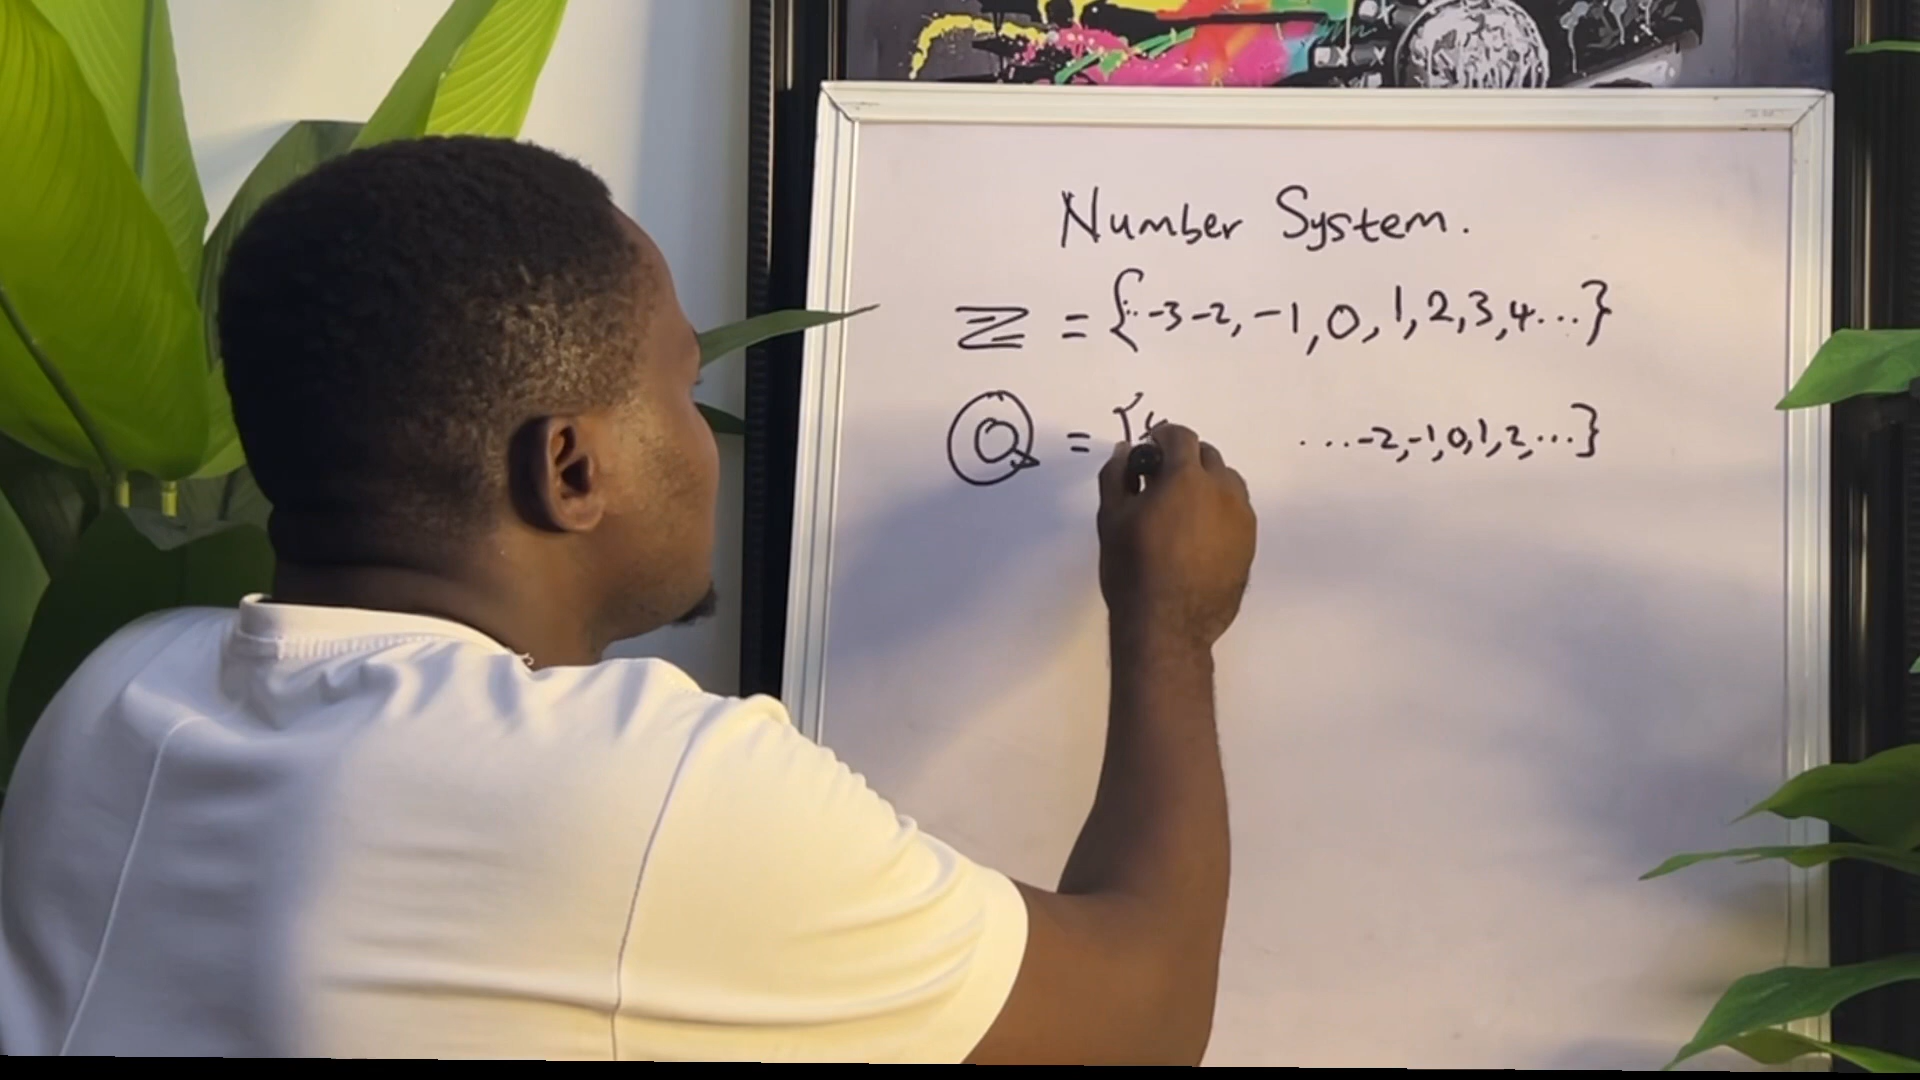 Number System.
Z = {..-3-2, -1, 0, 1, 2, 3, 4...}
Q = { ...-2, -1, 0, 1, 2, ...}